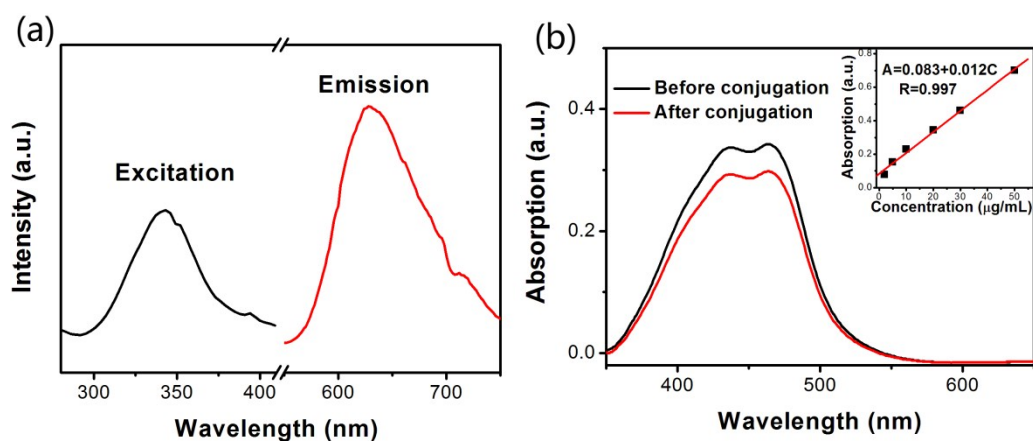 (a)
Excitation
Emission
Intensity (a.u.)
300 350 400 600 700
Wavelength (nm)
(b)
Before conjugation
After conjugation
Absorption (a.u.)
0.4
0.2
0.0
400 500 600
Wavelength (nm)
A=0.083+0.012C
R=0.997
Absorption (a.u.)
0.8
0.6
0.4
0.2
0.0
0 10 20 30 40 50
Concentration (μg/mL)